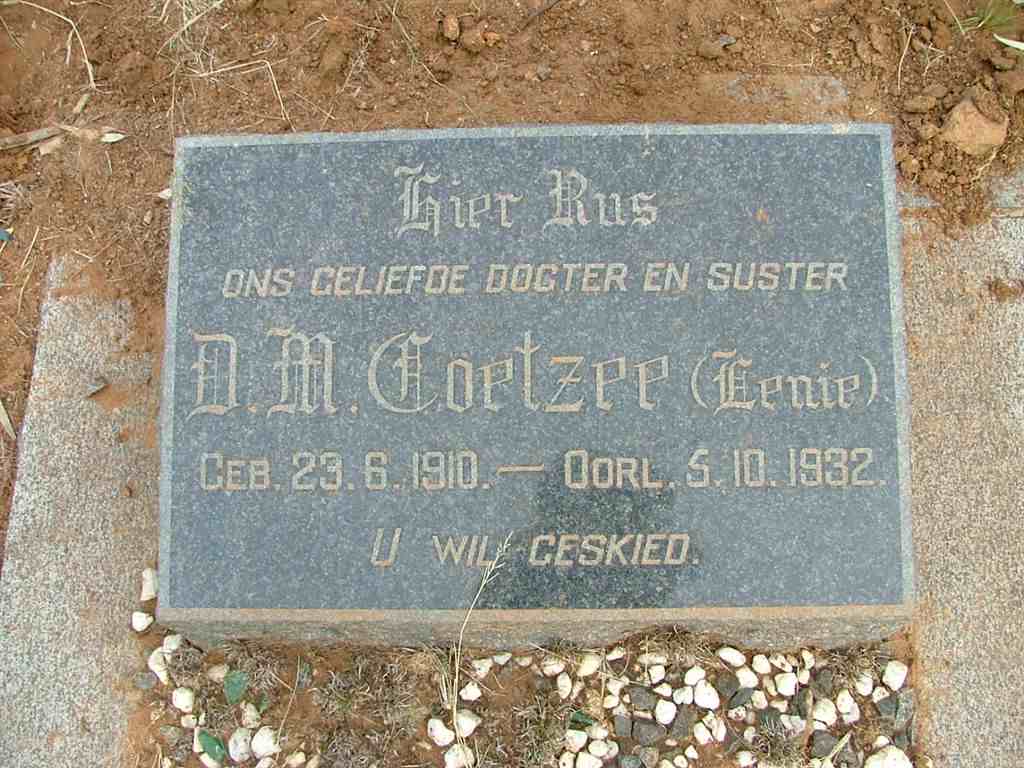 Hier Rus
ONS GELIEFDE DOGTER EN SUSTER
D.M. Coetzee (Lenie)
GEB. 23.6.1910. — OORL. 5.10.1932.
U WIL GESKIED.